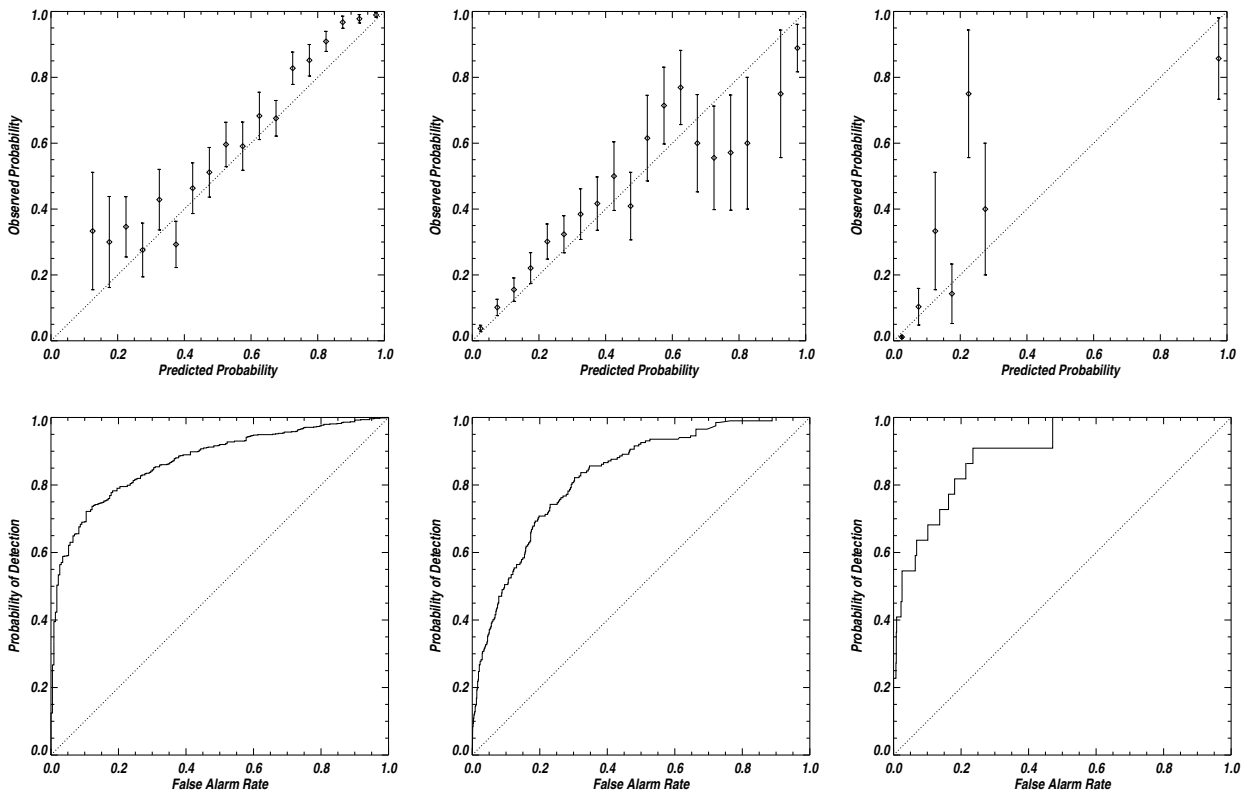 1.0 1.0 1.0
0.8 0.8 0.8
0.6 0.6 0.6
0.4 0.4 0.4
0.2 0.2 0.2
0.0 0.0 0.0
Observed Probability Observed Probability Observed Probability
0.0 0.2 0.4 0.6 0.8 1.0 0.0 0.2 0.4 0.6 0.8 1.0 0.0 0.2 0.4 0.6 0.8 1.0
Predicted Probability Predicted Probability Predicted Probability
1.0 1.0 1.0
0.8 0.8 0.8
0.6 0.6 0.6
0.4 0.4 0.4
0.2 0.2 0.2
0.0 0.0 0.0
Probability of Detection Probability of Detection Probability of Detection
0.0 0.2 0.4 0.6 0.8 1.0 0.0 0.2 0.4 0.6 0.8 1.0 0.0 0.2 0.4 0.6 0.8 1.0
False Alarm Rate False Alarm Rate False Alarm Rate